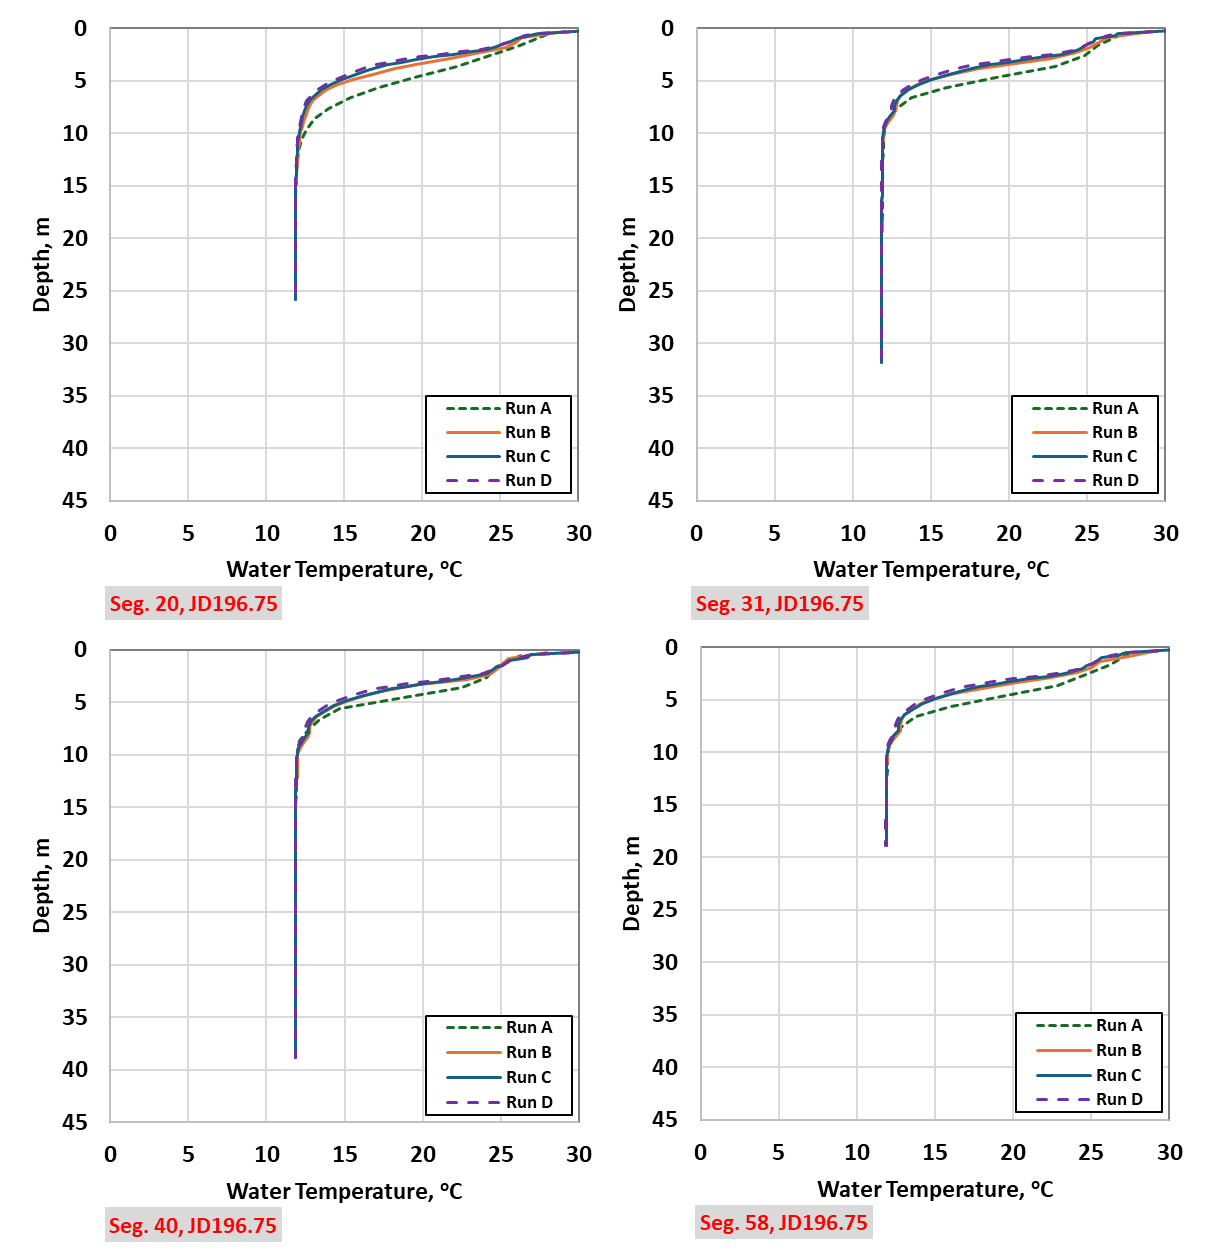 0
5
10
15
20
25
30
35
40
45
Depth, m
Run A
Run B
Run C
Run D
0 5 10 15 20 25 30
Water Temperature, °C
Seg. 20, JD196.75
0
5
10
15
20
25
30
35
40
45
Depth, m
Run A
Run B
Run C
Run D
0 5 10 15 20 25 30
Water Temperature, °C
Seg. 31, JD196.75
0
5
10
15
20
25
30
35
40
45
Depth, m
Run A
Run B
Run C
Run D
0 5 10 15 20 25 30
Water Temperature, °C
Seg. 40, JD196.75
0
5
10
15
20
25
30
35
40
45
Depth, m
Run A
Run B
Run C
Run D
0 5 10 15 20 25 30
Water Temperature, °C
Seg. 58, JD196.75